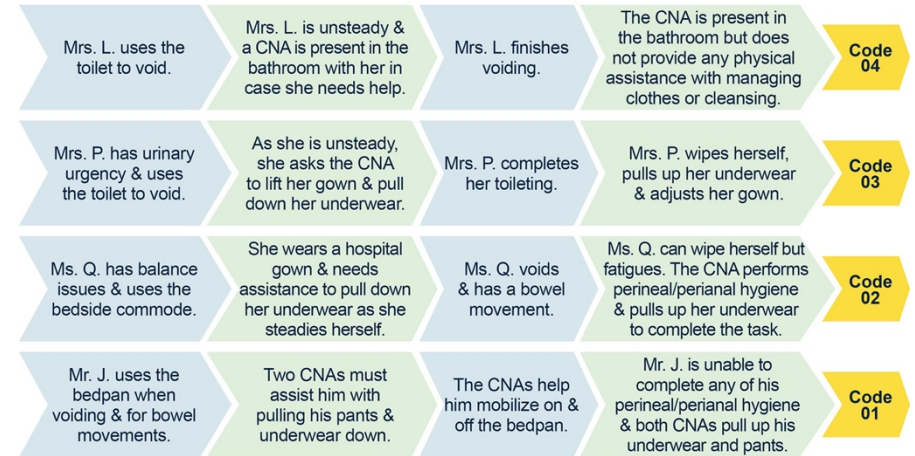 Mrs. L. uses the
toilet to void.
Mrs. L. is unsteady &
a CNA is present in the
bathroom with her in
case she needs help.
Mrs. L. finishes
voiding.
The CNA is present in
the bathroom but does
not provide any physical
assistance with managing
clothes or cleansing.
Code
04
Mrs. P. has urinary
urgency & uses
the toilet to void.
As she is unsteady,
she asks the CNA
to lift her gown & pull
down her underwear.
Mrs. P. completes
her toileting.
Mrs. P. wipes herself,
pulls up her underwear
& adjusts her gown.
Code
03
Ms. Q. has balance
issues & uses the
bedside commode.
She wears a hospital
gown & needs
assistance to pull down
her underwear as she
steadies herself.
Ms. Q. voids
& has a bowel
movement.
Ms. Q. can wipe herself but
fatigues. The CNA performs
perineal/perianal hygiene
& pulls up her underwear
to complete the task.
Code
02
Mr. J. uses the
bedpan when
voiding & for bowel
movements.
Two CNAs must
assist him with
pulling his pants &
underwear down.
The CNAs help
him mobilize on &
off the bedpan.
Mr. J. is unable to
complete any of his
perineal/perianal hygiene
& both CNAs pull up his
underwear and pants.
Code
01